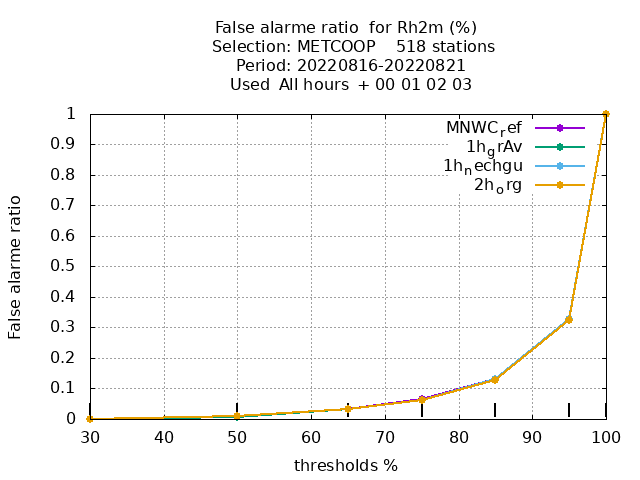 False alarme ratio  for Rh2m (%)
Selection: METCOOP    518 stations
Period: 20220816-20220821
Used  All hours  + 00 01 02 03
MNWC_ref
1h_grAv
1h_nechgu
2h_org
1
0.9
0.8
0.7
0.6
0.5
0.4
0.3
0.2
0.1
0
False alarme ratio
30 40 50 60 70 80 90 100
thresholds %